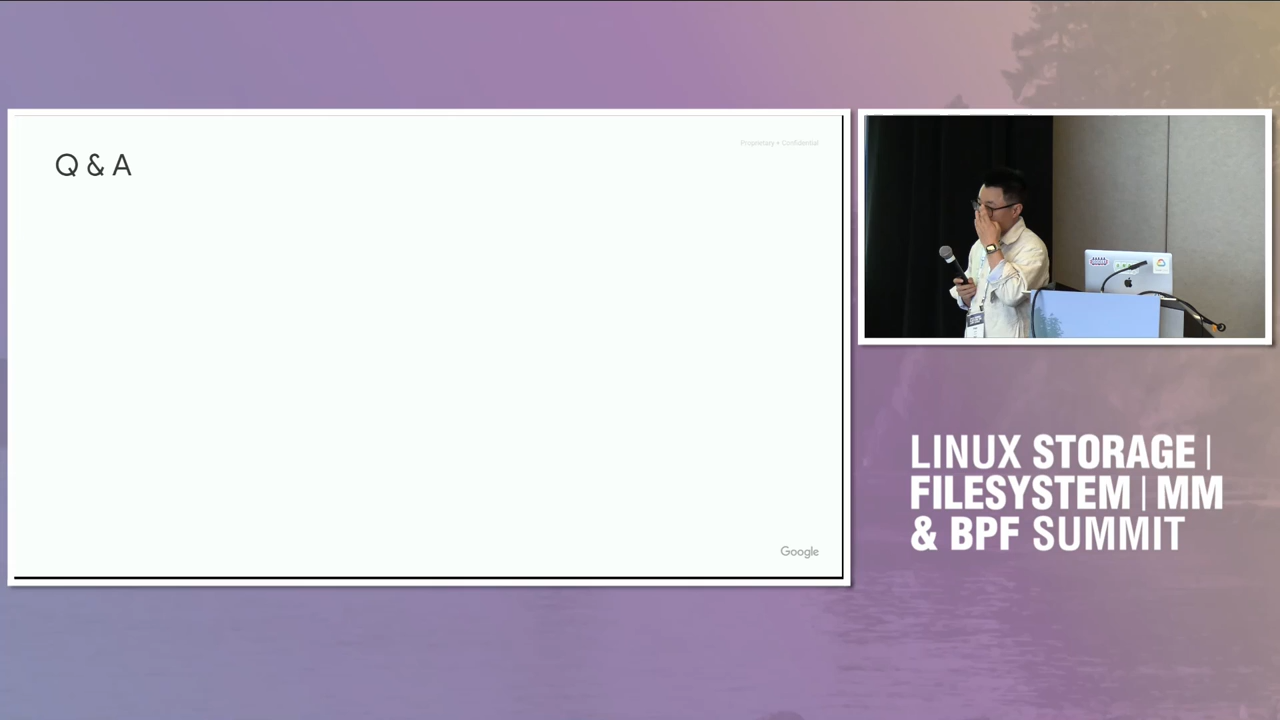 Proprietary + Confidential
Q & A
Google
LINUX STORAGE |
FILESYSTEM | MM
& BPF SUMMIT